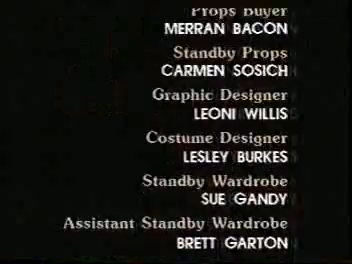 Props Buyer
MERRAN BACON
Standby Props
CARMEN SOSICH
Graphic Designer
LEONI WILLIS
Costume Designer
LESLEY BURKES
Standby Wardrobe
SUE GANDY
Assistant Standby Wardrobe
BRETT GARTON